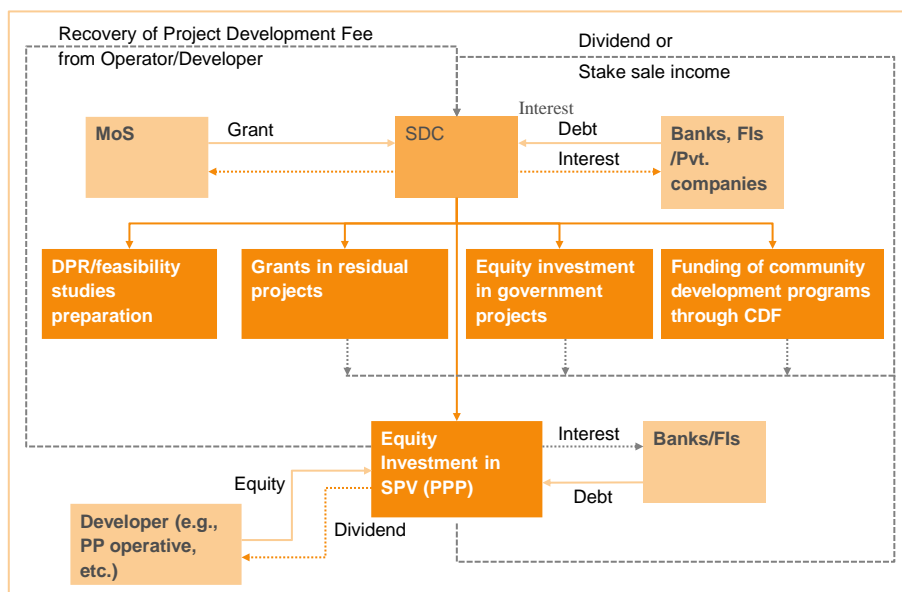 Recovery of Project Development Fee
from Operator/Developer
Dividend or
Stake sale income
MoS
Grant
SDC
Interest
Debt
Interest
Banks, FIs
/Pvt.
companies
DPR/feasibility
studies
preparation
Grants in residual
projects
Equity investment
in government
projects
Funding of community
development programs
through CDF
Equity
Investment in
SPV (PPP)
Interest
Debt
Banks/FIs
Equity
Dividend
Developer (e.g.,
PP operative,
etc.)